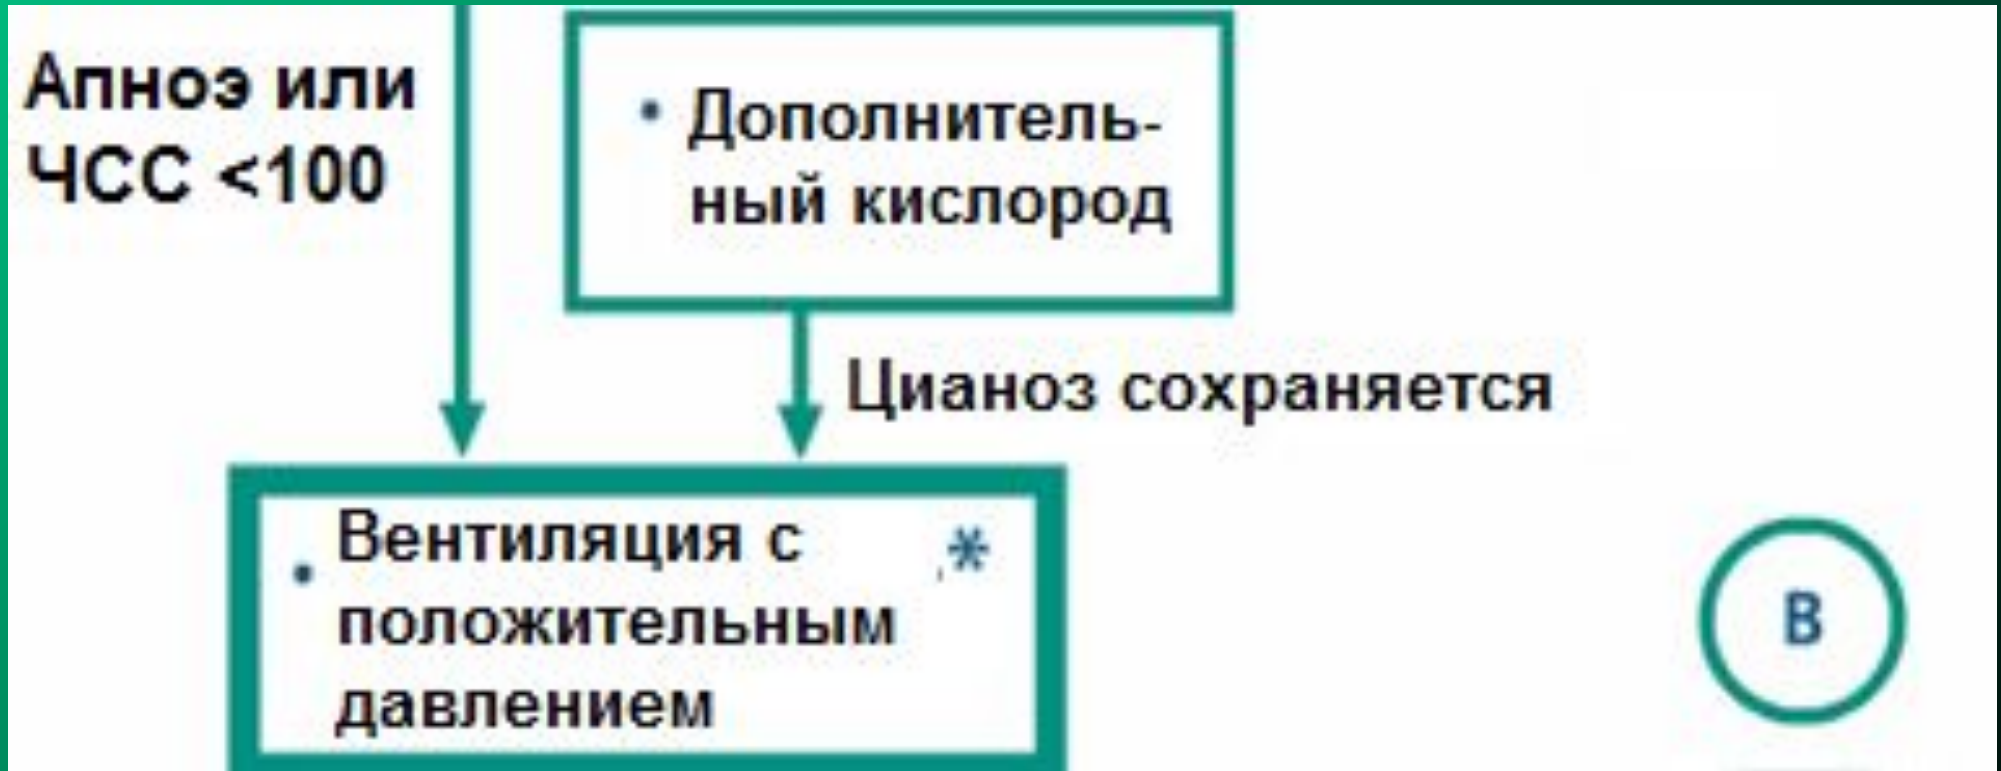 Апноэ или
ЧСС <100
• Дополнитель-
ный кислород
Цианоз сохраняется
• Вентиляция с *
положительным
давлением
В